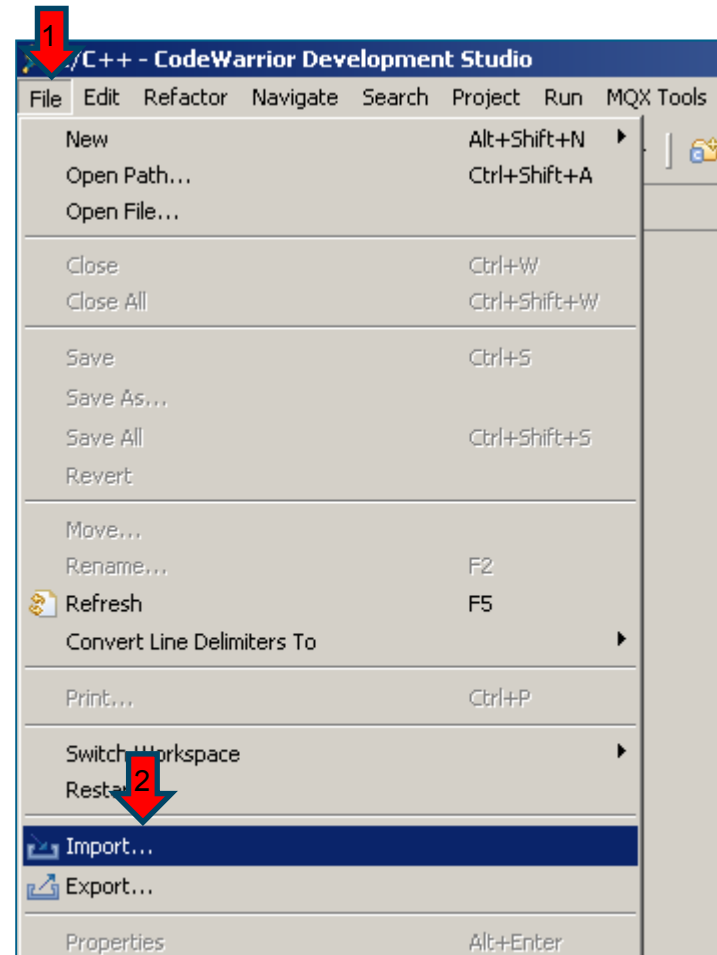 1
/C++ - CodeWarrior Development Studio
File Edit Refactor Navigate Search Project Run MQX Tools
New Alt+Shift+N
Open Path... Ctrl+Shift+A
Open File...
Close Ctrl+W
Close All Ctrl+Shift+W
Save Ctrl+S
Save As...
Save All Ctrl+Shift+S
Revert
Move...
Rename... F2
Refresh F5
Convert Line Delimiters To
Print... Ctrl+P
Switch Workspace
2
Import...
Export...
Properties Alt+Enter